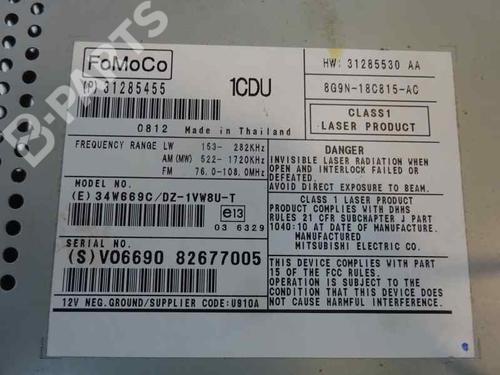 FoMoCo
(P) 31285455
1CDU
HW: 31285530 AA
8G9N-18C815-AC
CLASS1
LASER PRODUCT
0812 Made in Thailand
FREQUENCY RANGE LW 153- 282KHz
AM (MW) 522- 1720KHz
FM 76.0-108.0MHz
MODEL NO.
(E) 34W669C/DZ-1VW8U-T
e13
03 6329
SERIAL NO.
(S) VO6690 82677005
12V NEG.GROUND/SUPPLIER CODE:U910A
DANGER
INVISIBLE LASER RADIATION WHEN
OPEN AND INTERLOCK FAILED OR
DEFEATED.
AVOID DIRECT EXPOSURE TO BEAM.
CLASS 1 LASER PRODUCT
PRODUCT COMPLIES WITH DHHS
RULES 21 CFR SUBCHAPTER J PART
1040:10 AT DATE OF MANUFACTURE.
MANUFACTURED
MITSUBISHI ELECTRIC CO.
THIS DEVICE COMPLIES WITH PART
15 OF THE FCC RULES.
OPERATION IS SUBJECT TO THE
CONDITION THAT THIS DEVICE DOES
NOT CAUSE HARMFUL INTERFERENCE.
B-PARTS